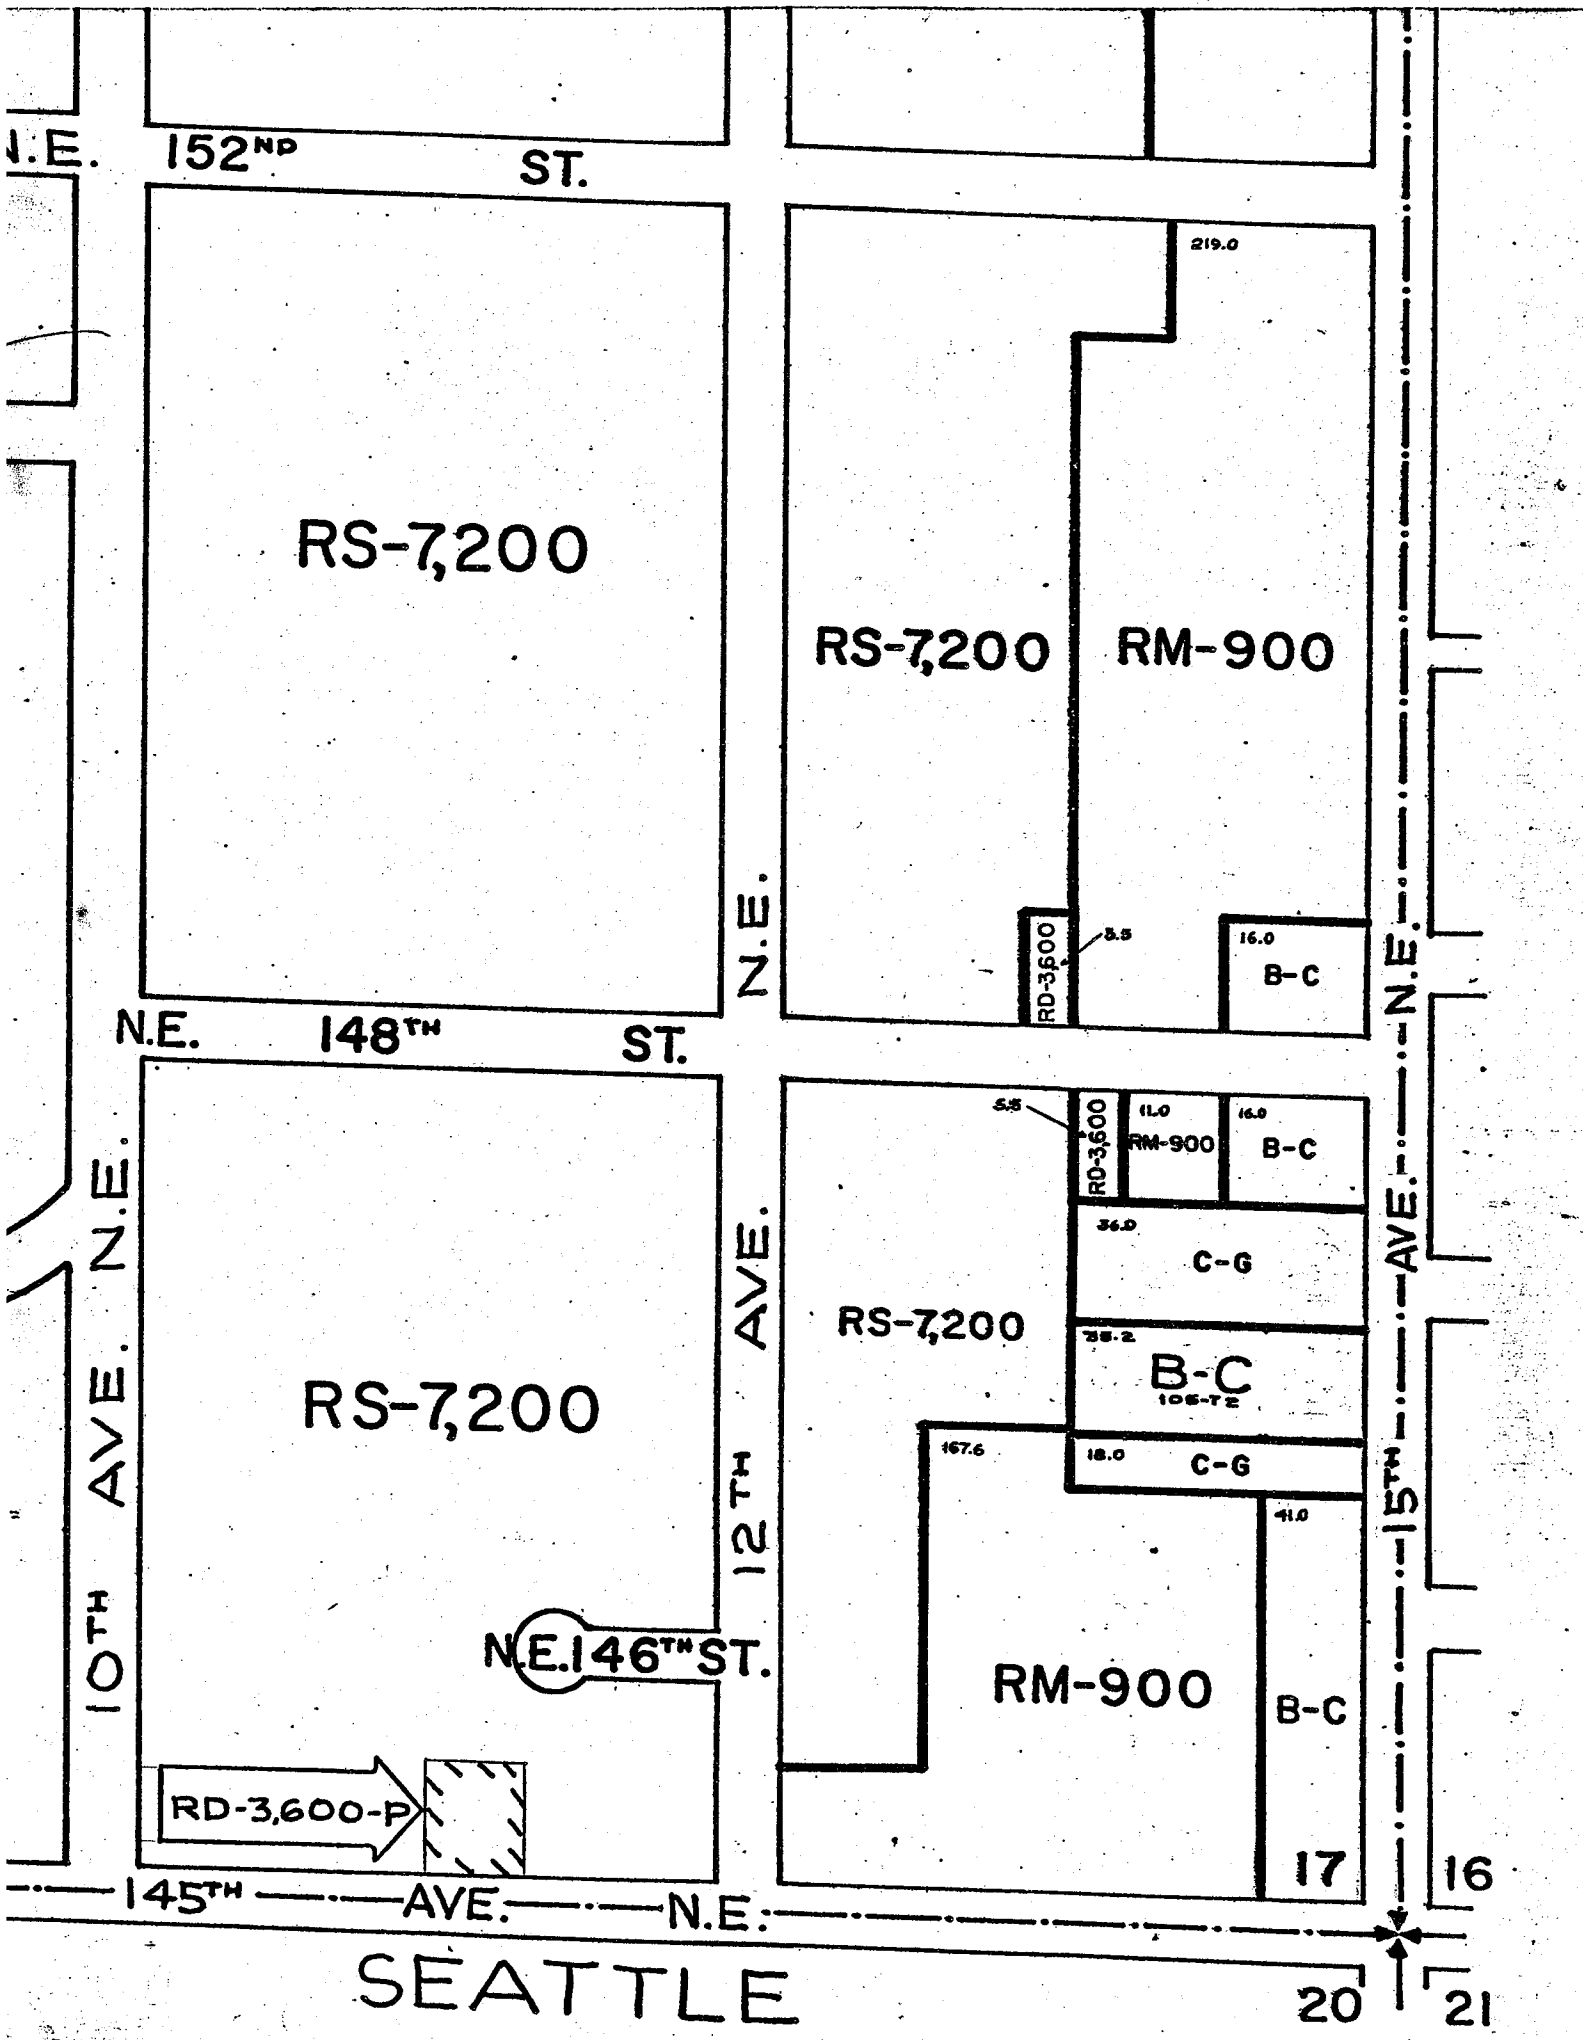 N.E. 152ND ST.
219.0
RS-7,200
RS-7,200
RM-900
N.E.
RD-3,600
3.5
16.0
B-C
N.E.
N.E. 148TH ST.
5.5
RD-3,600
11.0
RM-900
16.0
B-C
36.0
C-G
10TH AVE. N.E.
12TH AVE.
15TH AVE.
RS-7,200
RS-7,200
B-C
105-72
167.6
18.0
C-G
41.0
N.E. 146TH ST.
RM-900
B-C
RD-3,600-P
17
16
145TH AVE. N.E.
SEATTLE
20
21